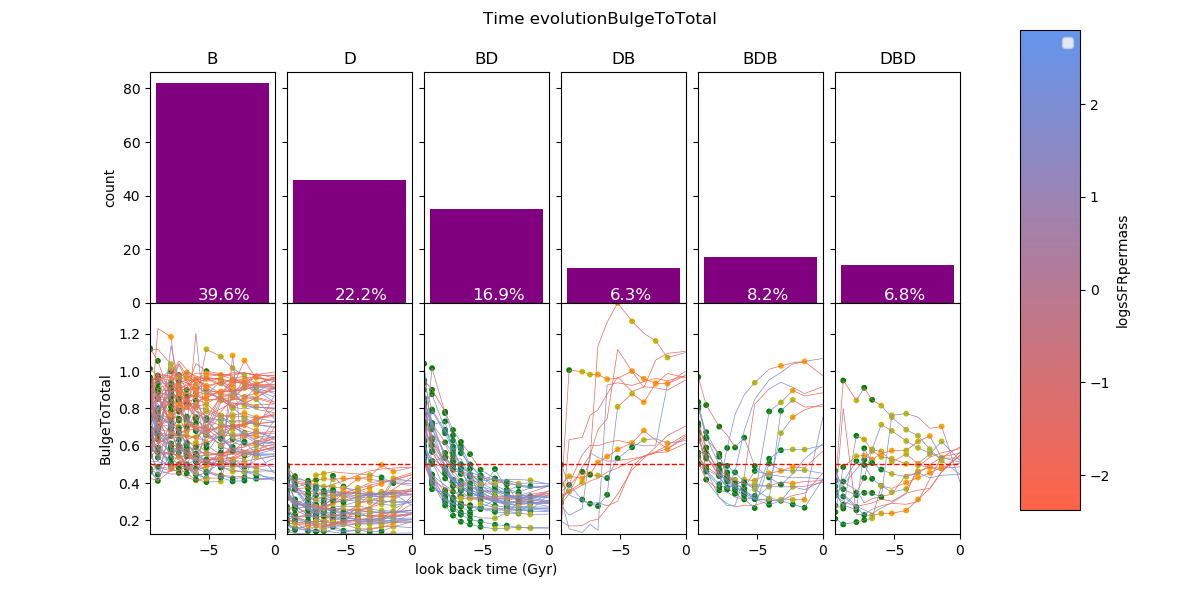 Time evolutionBulgeToTotal
B D BD DB BDB DBD
80
60
40
20
0
count
39.6% 22.2% 16.9% 6.3% 8.2% 6.8%
1.2
1.0
0.8
0.6
0.4
0.2
BulgeToTotal
−5 0 −5 0 −5 0 −5 0 −5 0 −5 0
look back time (Gyr)
2
1
0
−1
−2
logsSFRpermass